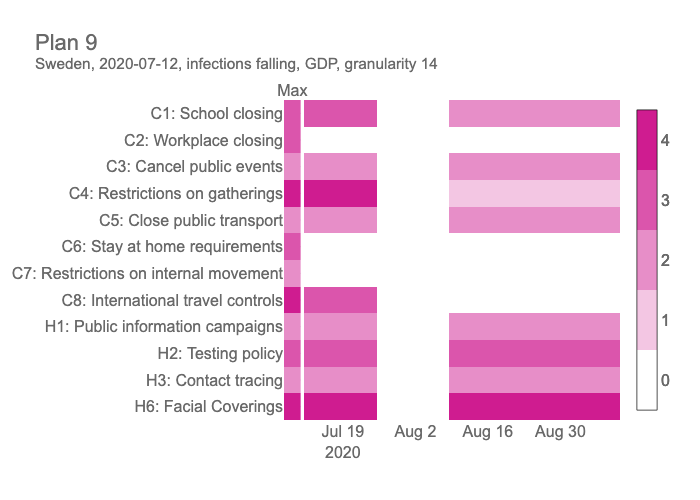 Plan 9
Sweden, 2020-07-12, infections falling, GDP, granularity 14
Max
C1: School closing
C2: Workplace closing
C3: Cancel public events
C4: Restrictions on gatherings
C5: Close public transport
C6: Stay at home requirements
C7: Restrictions on internal movement
C8: International travel controls
H1: Public information campaigns
H2: Testing policy
H3: Contact tracing
H6: Facial Coverings
Jul 19 Aug 2 Aug 16 Aug 30
2020
4
3
2
1
0